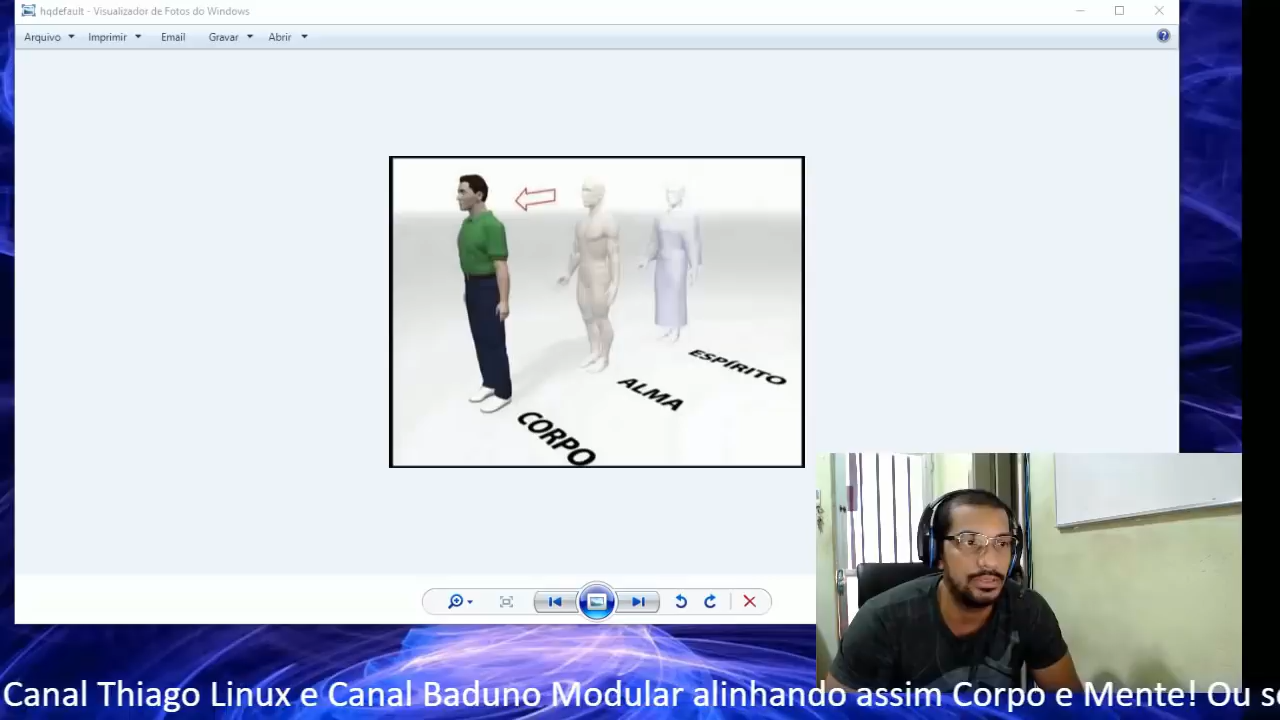 hqdefault - Visualizador de Fotos do Windows
Arquivo Imprimir Email Gravar Abrir
ESPÍRITO
ALMA
CORPO
Canal Thiago Linux e Canal Baduno Modular alinhando assim Corpo e Mente! Ou